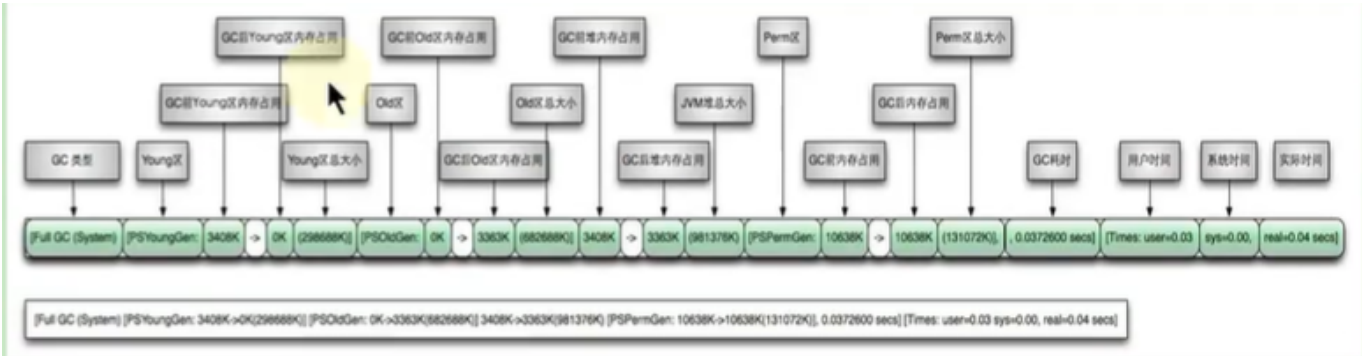 GC后Young区内存占用 GC前Old区内存占用 GC前堆内存占用 Perm区 Perm区总大小
GC前Young区内存占用 Old区 Old区总大小 JVM堆总大小 GC后内存占用
GC 类型 Young区 Young区总大小 GC后Old区内存占用 GC后堆内存占用 GC前内存占用 GC耗时 用户时间 系统时间 实际时间
[Full GC (System) [PSYoungGen: 3408K -> 0K (298688K)] [PSOldGen: 0K -> 3363K (682688K)] 3408K -> 3363K (981376K) [PSPermGen: 10638K -> 10638K (131072K)], , 0.0372600 secs] [Times: user=0.03 sys=0.00, real=0.04 secs]
[Full GC (System) [PSYoungGen: 3408K->0K(298688K)] [PSOldGen: 0K->3363K(682688K)] 3408K->3363K(981376K) [PSPermGen: 10638K->10638K(131072K)], 0.0372600 secs] [Times: user=0.03 sys=0.00, real=0.04 secs]